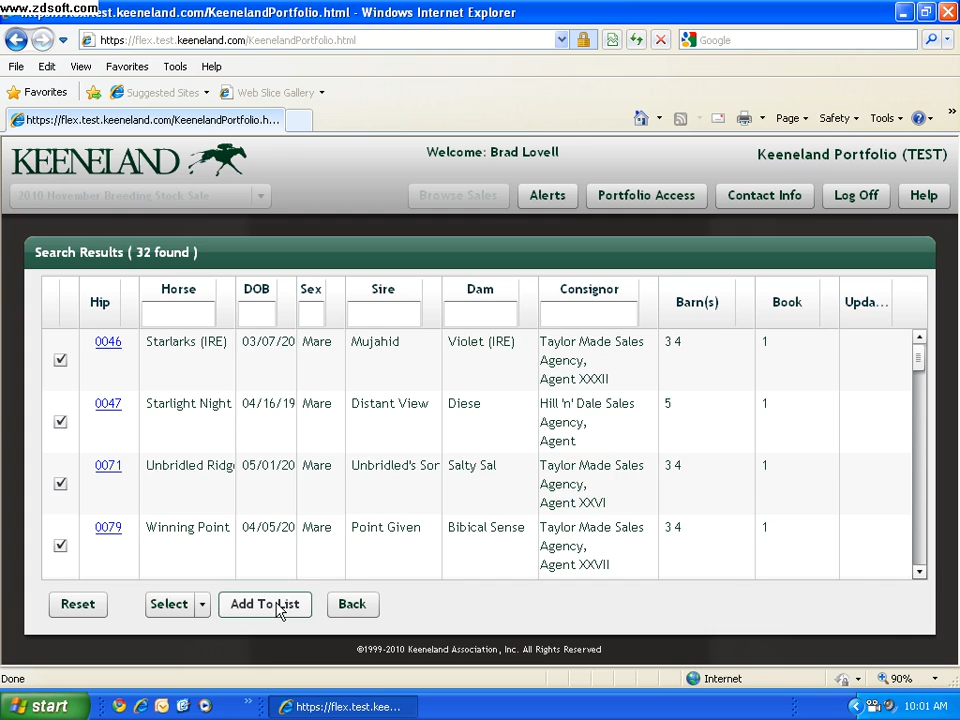 www.zdsoft.com
test.keeneland.com/KeenelandPortfolio.html - Windows Internet Explorer
https://flex.test.keeneland.com/KeenelandPortfolio.html
Google
File Edit View Favorites Tools Help
Favorites Suggested Sites Web Slice Gallery
https://flex.test.keeneland.com/KeenelandPortfolio.h...
Page Safety Tools
KEENELAND
Welcome: Brad Lovell
Keeneland Portfolio (TEST)
2010 November Breeding Stock Sale
Browse Sales Alerts Portfolio Access Contact Info Log Off Help
Search Results ( 32 found )
Hip Horse DOB Sex Sire Dam Consignor Barn(s) Book Upda...
0046 Starlarks (IRE) 03/07/20 Mare Mujahid Violet (IRE) Taylor Made Sales 3 4 1
Agency,
Agent XXXII
0047 Starlight Night 04/16/19 Mare Distant View Diese Hill 'n' Dale Sales 5 1
Agency,
Agent
0071 Unbridled Ridg 05/01/20 Mare Unbridled's Sor Salty Sal Taylor Made Sales 3 4 1
Agency,
Agent XXVI
0079 Winning Point 04/05/20 Mare Point Given Bibical Sense Taylor Made Sales 3 4 1
Agency,
Agent XXVII
Reset Select Add To List Back
©1999-2010 Keeneland Association, Inc. All Rights Reserved
Done Internet 90%
start https://flex.test.kee... 10:01 AM